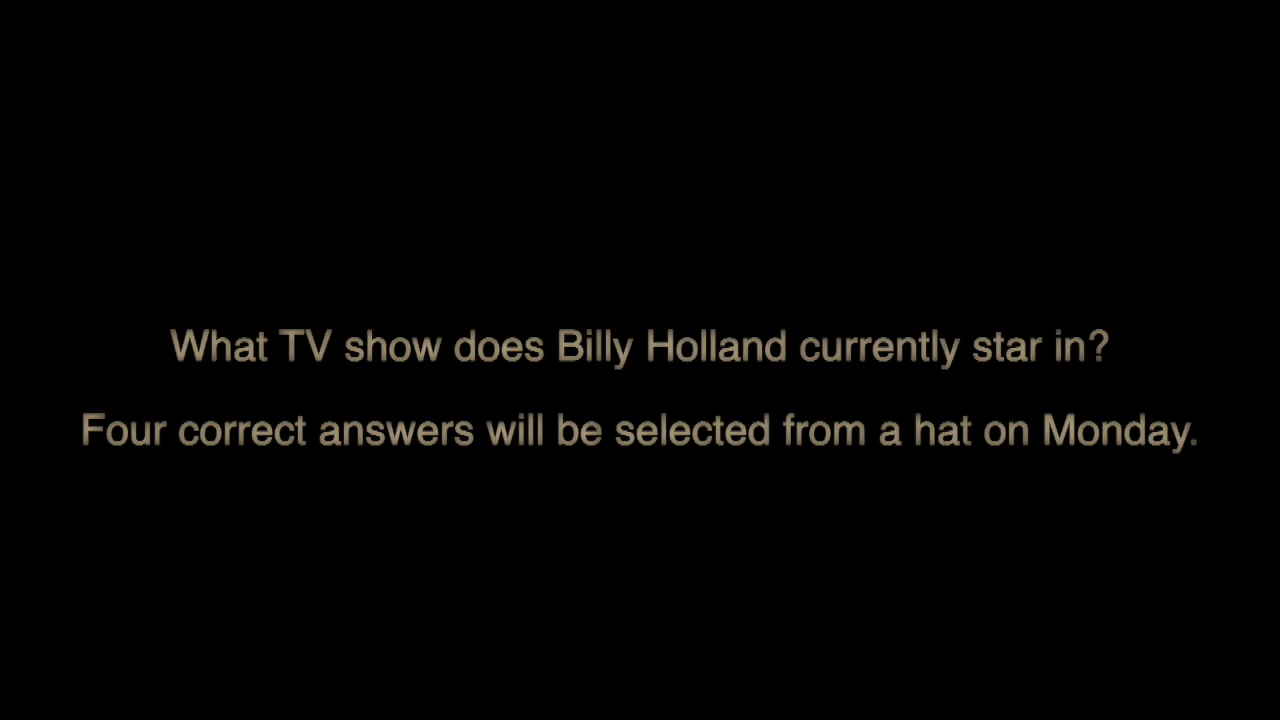 What TV show does Billy Holland currently star in?
Four correct answers will be selected from a hat on Monday.